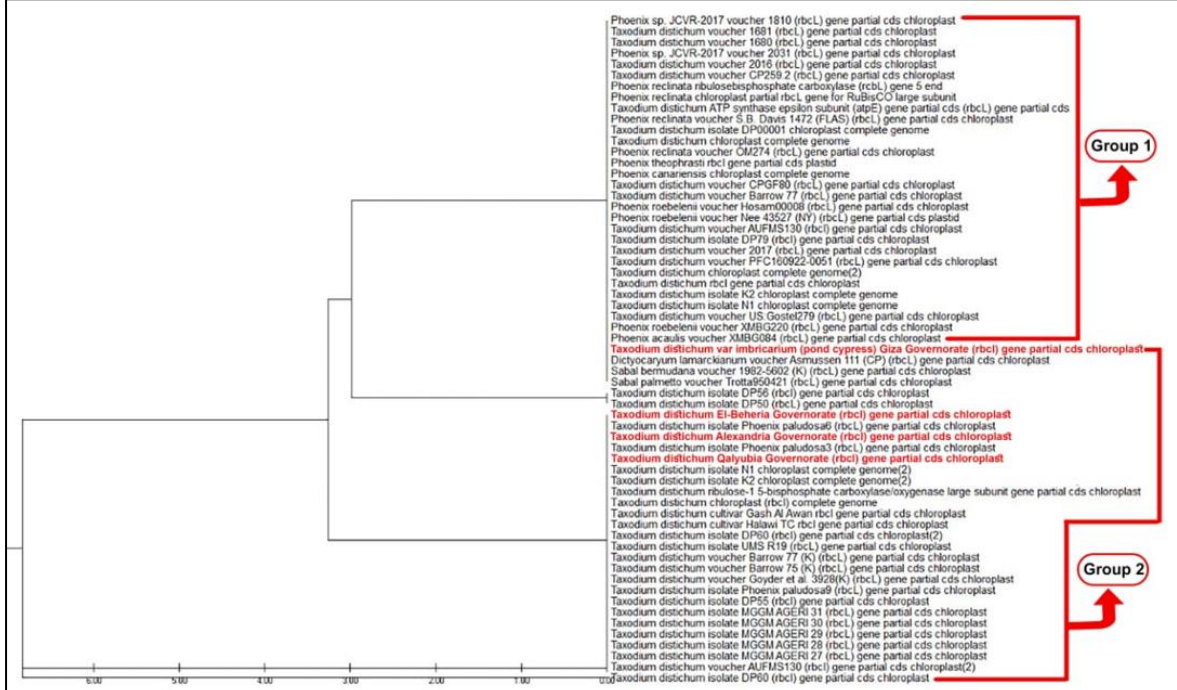 Phoenix sp. JCVR-2017 voucher 1810 (rbcL) gene partial cds chloroplast
Taxodium distichum voucher 1681 (rbcL) gene partial cds chloroplast
Taxodium distichum voucher 1680 (rbcL) gene partial cds chloroplast
Phoenix sp. JCVR-2017 voucher 2031 (rbcL) gene partial cds chloroplast
Taxodium distichum voucher 2016 (rbcL) gene partial cds chloroplast
Taxodium distichum voucher CP259.2 (rbcL) gene partial cds chloroplast
Phoenix reclinata ribulosebisphosphate carboxylase (rcbL) gene 5 end
Phoenix reclinata chloroplast partial rbcL gene for RuBisCO large subunit
Taxodium distichum ATP synthase epsilon subunit (atpE) gene partial cds (rbcL) gene partial cds
Phoenix reclinata voucher S.B. Davis 1472 (FLAS) (rbcL) gene partial cds chloroplast
Taxodium distichum isolate DP00001 chloroplast complete genome
Taxodium distichum chloroplast complete genome
Phoenix reclinata voucher OM274 (rbcL) gene partial cds chloroplast
Phoenix theophrasti rbcl gene partial cds plastid
Phoenix canariensis chloroplast complete genome
Taxodium distichum voucher CPGF80 (rbcL) gene partial cds chloroplast
Taxodium distichum voucher Barrow 77 (rbcL) gene partial cds chloroplast
Phoenix roebelenii voucher Hosam00008 (rbcL) gene partial cds chloroplast
Phoenix roebelenii voucher Nee 43527 (NY) (rbcL) gene partial cds plastid
Taxodium distichum voucher AUFMS130 (rbcl) gene partial cds chloroplast
Taxodium distichum isolate DP79 (rbcl) gene partial cds chloroplast
Taxodium distichum voucher 2017 (rbcL) gene partial cds chloroplast
Taxodium distichum voucher PFC160922-0051 (rbcL) gene partial cds chloroplast
Taxodium distichum chloroplast complete genome(2)
Taxodium distichum rbcl gene partial cds chloroplast
Taxodium distichum isolate K2 chloroplast complete genome
Taxodium distichum isolate N1 chloroplast complete genome
Taxodium distichum voucher US:Gostel279 (rbcL) gene partial cds chloroplast
Phoenix roebelenii voucher XMBG220 (rbcL) gene partial cds chloroplast
Phoenix acaulis voucher XMBG084 (rbcL) gene partial cds chloroplast
Group 1
Taxodium distichum var imbricarium (pond cypress) Giza Governorate (rbcl) gene partial cds chloroplast
Dictyocaryum lamarckianum voucher Asmussen 111 (CP) (rbcL) gene partial cds chloroplast
Sabal bermudana voucher 1982-5602 (K) (rbcL) gene partial cds chloroplast
Sabal palmetto voucher Trotta950421 (rbcL) gene partial cds chloroplast
Taxodium distichum isolate DP56 (rbcl) gene partial cds chloroplast
Taxodium distichum isolate DP50 (rbcL) gene partial cds chloroplast
Taxodium distichum El-Beheria Governorate (rbcl) gene partial cds chloroplast
Taxodium distichum isolate Phoenix paludosa6 (rbcL) gene partial cds chloroplast
Taxodium distichum Alexandria Governorate (rbcl) gene partial cds chloroplast
Taxodium distichum isolate Phoenix paludosa3 (rbcL) gene partial cds chloroplast
Taxodium distichum Qalyubia Governorate (rbcl) gene partial cds chloroplast
Taxodium distichum isolate N1 chloroplast complete genome(2)
Taxodium distichum isolate K2 chloroplast complete genome(2)
Taxodium distichum ribulose-1 5-bisphosphate carboxylase/oxygenase large subunit gene partial cds chloroplast
Taxodium distichum chloroplast (rbcl) complete genome
Taxodium distichum cultivar Gash Al Awan rbcl gene partial cds chloroplast
Taxodium distichum cultivar Halawi TC rbcl gene partial cds chloroplast
Taxodium distichum isolate DP60 (rbcl) gene partial cds chloroplast(2)
Taxodium distichum isolate UMS R19 (rbcL) gene partial cds chloroplast
Taxodium distichum voucher Barrow 77 (K) (rbcL) gene partial cds chloroplast
Taxodium distichum voucher Barrow 75 (K) (rbcL) gene partial cds chloroplast
Taxodium distichum voucher Goyder et al. 3928(K) (rbcL) gene partial cds chloroplast
Taxodium distichum isolate Phoenix paludosa9 (rbcL) gene partial cds chloroplast
Taxodium distichum isolate DP55 (rbcl) gene partial cds chloroplast
Taxodium distichum isolate MGGM AGERI 31 (rbcL) gene partial cds chloroplast
Taxodium distichum isolate MGGM AGERI 30 (rbcL) gene partial cds chloroplast
Taxodium distichum isolate MGGM AGERI 29 (rbcL) gene partial cds chloroplast
Taxodium distichum isolate MGGM AGERI 28 (rbcL) gene partial cds chloroplast
Taxodium distichum isolate MGGM AGERI 27 (rbcL) gene partial cds chloroplast
Taxodium distichum voucher AUFMS130 (rbcl) gene partial cds chloroplast(2)
Taxodium distichum isolate DP60 (rbcl) gene partial cds chloroplast
Group 2
6.00 5.00 4.00 3.00 2.00 1.00 0.00